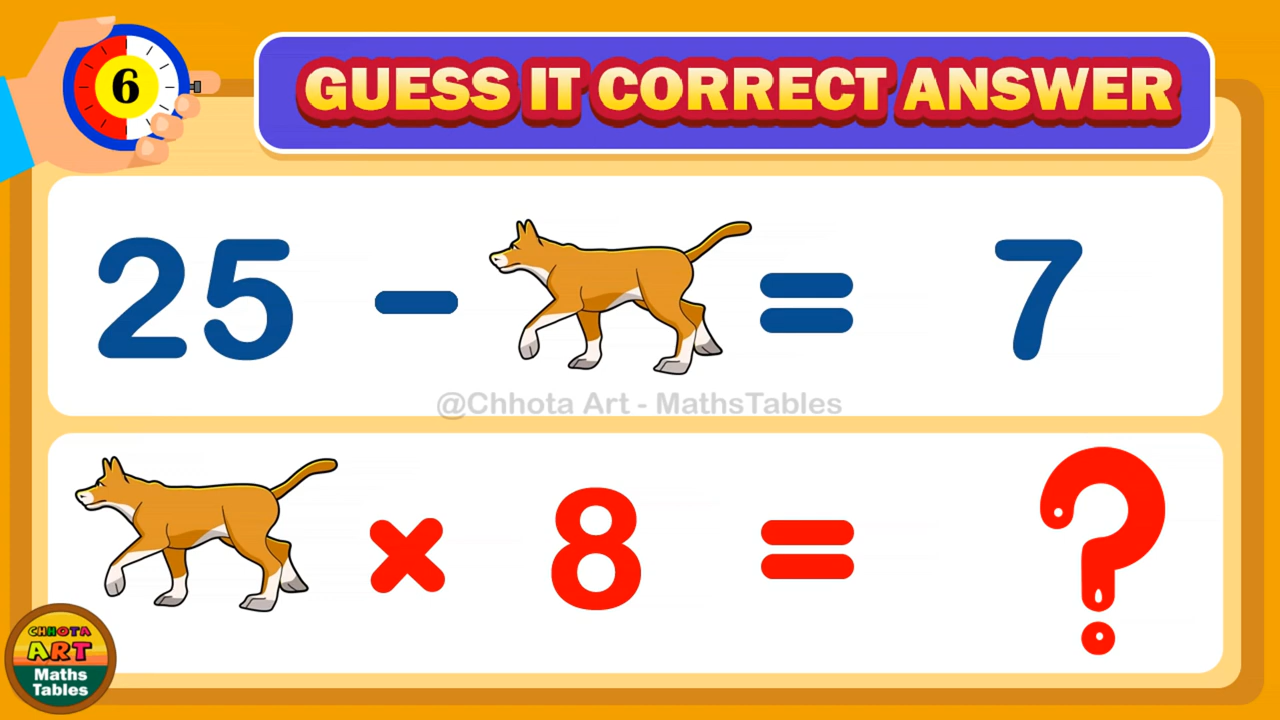 6
GUESS IT CORRECT ANSWER
25 - = 7
@Chhota Art - MathsTables
× 8 = ?
CHHOTA
ART
Maths
Tables